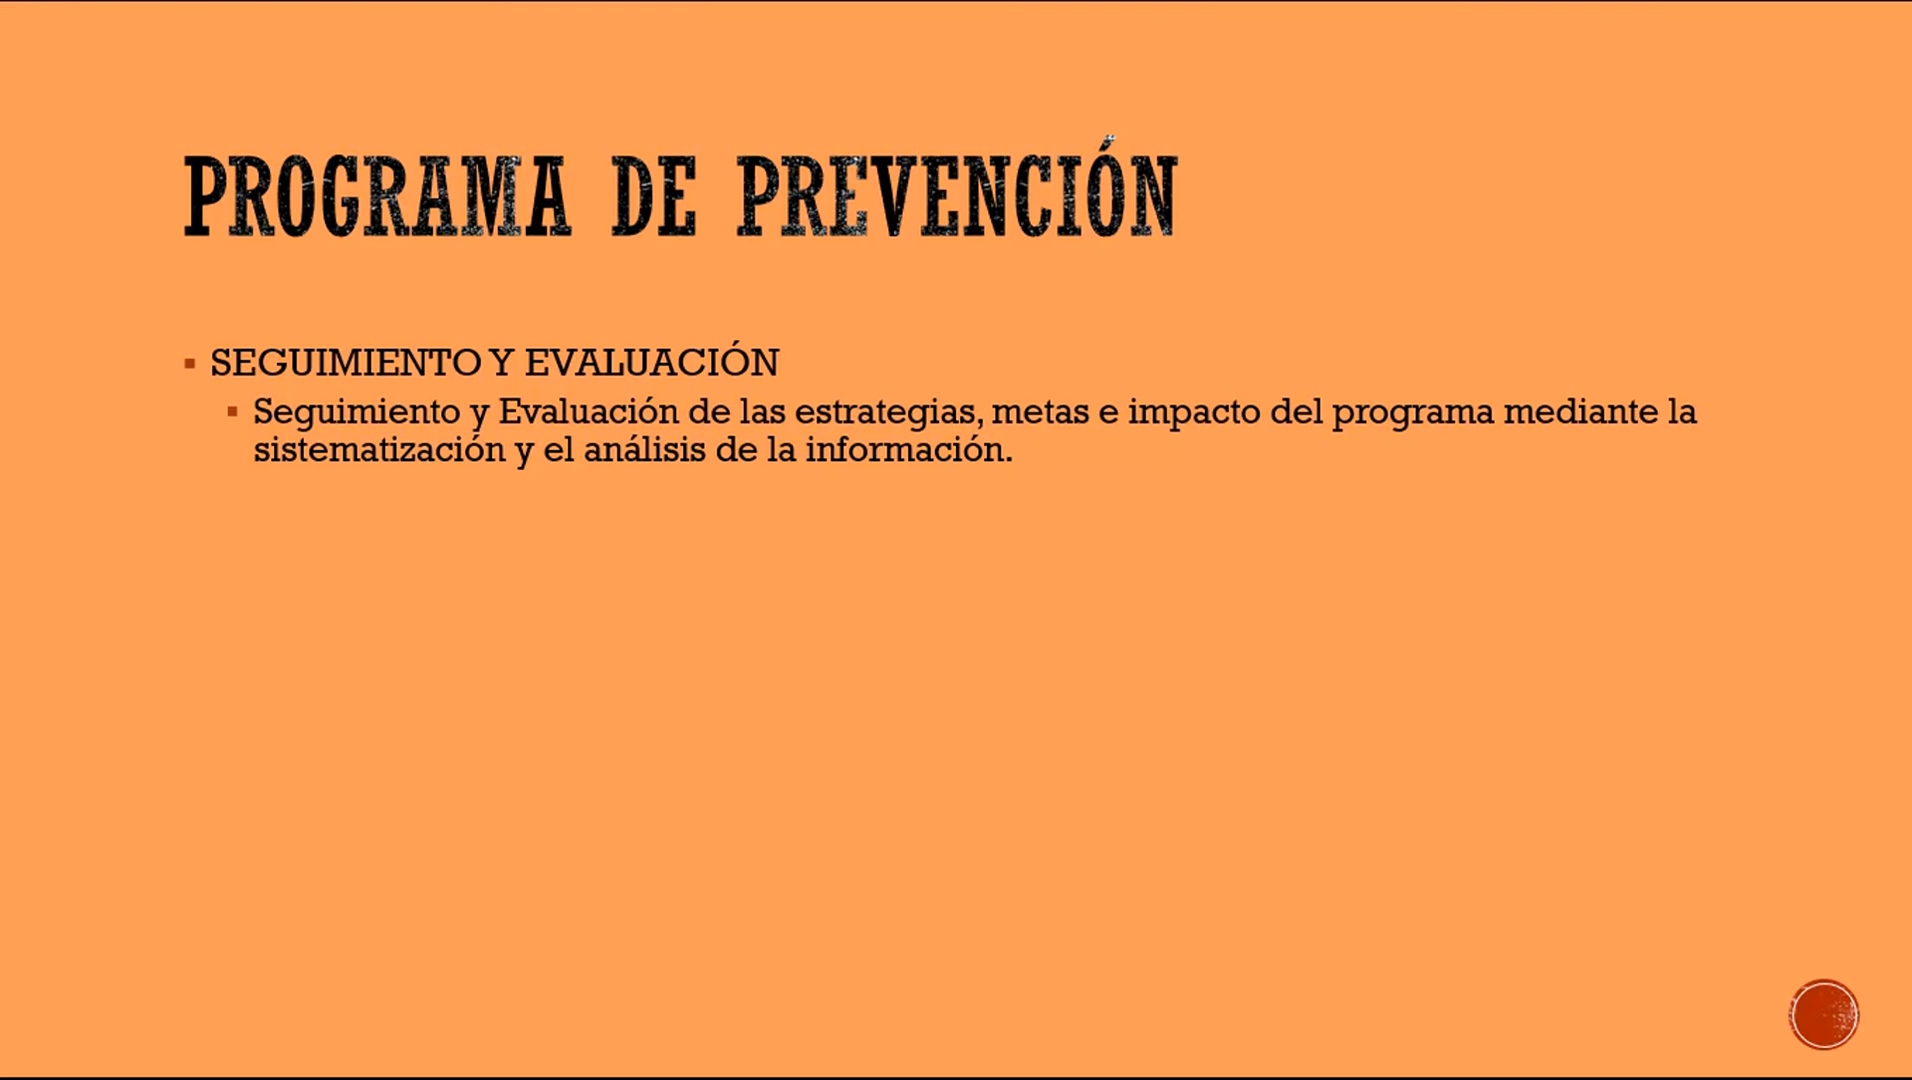 PROGRAMA DE PREVENCIÓN
SEGUIMIENTO Y EVALUACIÓN
Seguimiento y Evaluación de las estrategias, metas e impacto del programa mediante la
sistematización y el análisis de la información.